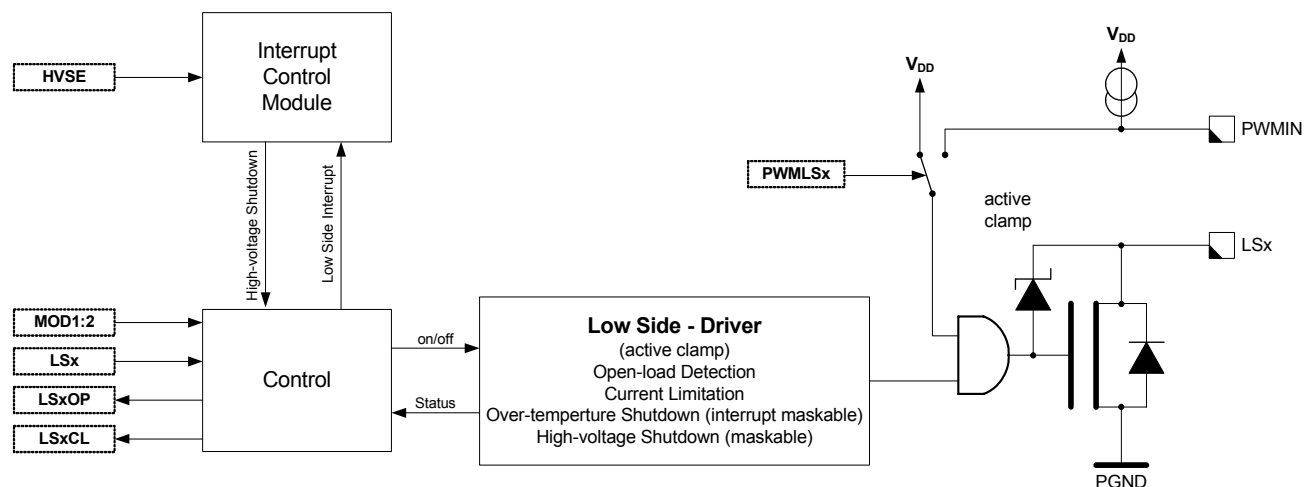 Interrupt
Control
Module
HVSE
High-voltage Shutdown
Low Side Interrupt
V_DD
V_DD
PWMIN
PWMLSx
active
clamp
LSx
MOD1:2
LSx
LSxOP
LSxCL
Control
on/off
Status
Low Side - Driver
(active clamp)
Open-load Detection
Current Limitation
Over-temperture Shutdown (interrupt maskable)
High-voltage Shutdown (maskable)
PGND